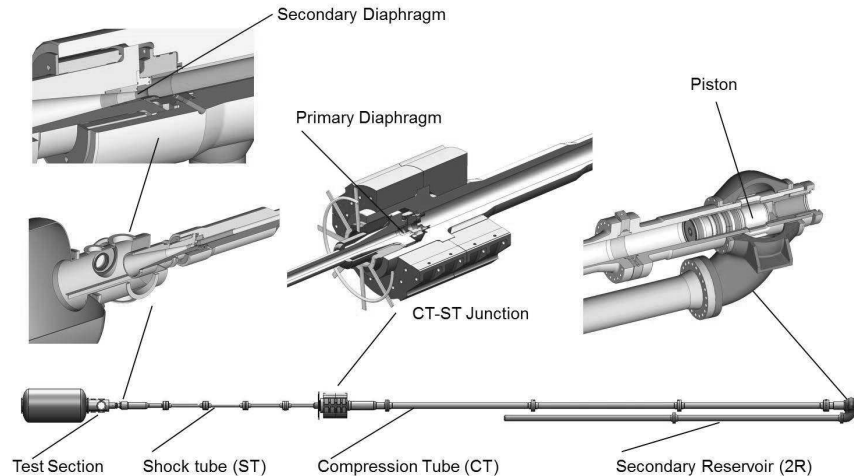 Secondary Diaphragm
Piston
Primary Diaphragm
CT-ST Junction
Test Section
Shock tube (ST)
Compression Tube (CT)
Secondary Reservoir (2R)